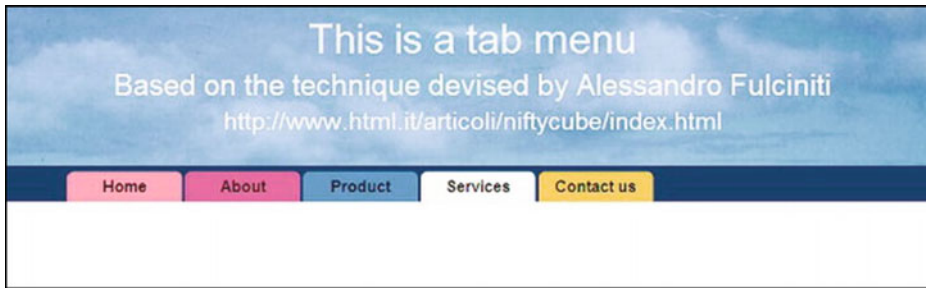 This is a tab menu
Based on the technique devised by Alessandro Fulciniti
http://www.html.it/articoli/niftycube/index.html
Home About Product Services Contact us